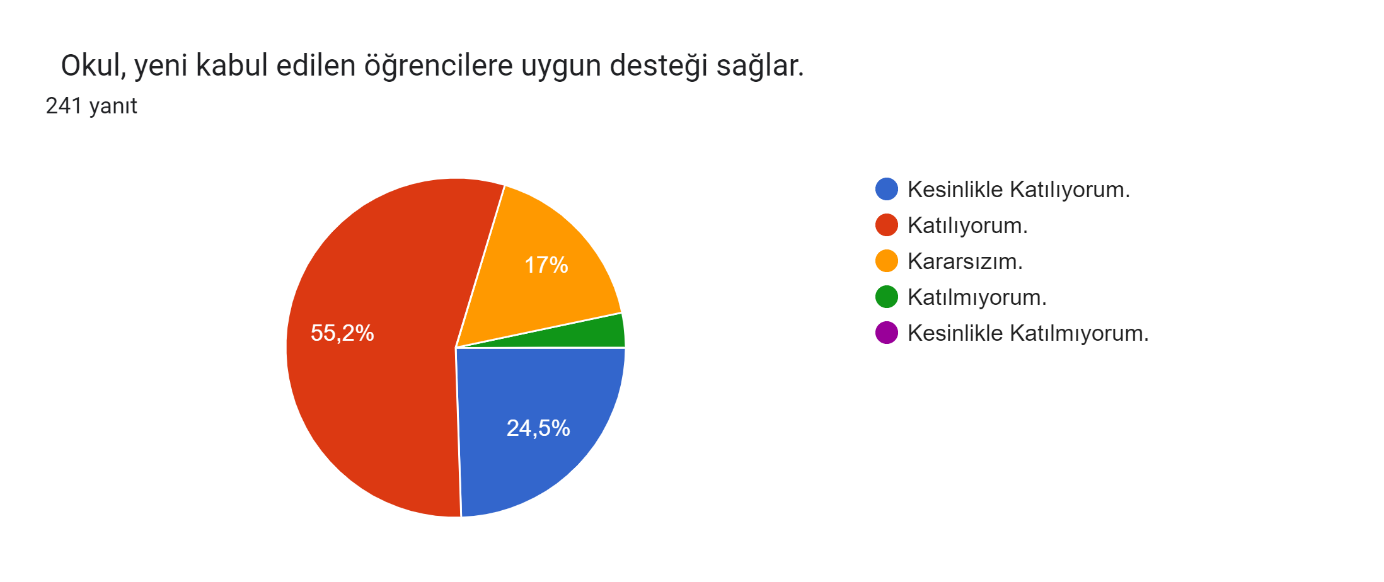 Okul, yeni kabul edilen öğrencilere uygun desteği sağlar.
241 yanıt
17%
55,2%
24,5%
Kesinlikle Katılıyorum.
Katılıyorum.
Kararsızım.
Katılmıyorum.
Kesinlikle Katılmıyorum.